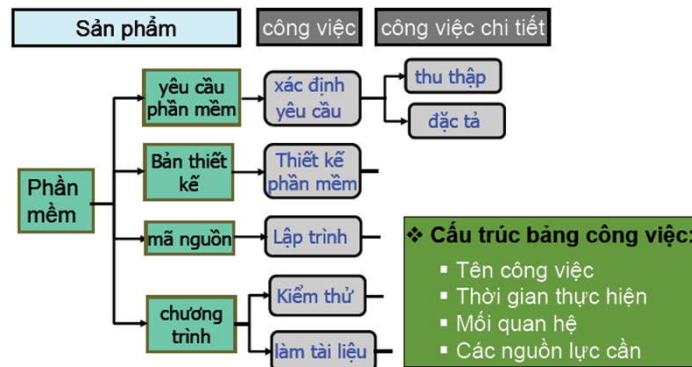 Sản phẩm
công việc
công việc chi tiết
yêu cầu
phần mềm
xác định
yêu cầu
thu thập
đặc tả
Phần
mềm
Bản thiết
kế
Thiết kế
phần mềm
mã nguồn
Lập trình
chương
trình
Kiểm thử
làm tài liệu
❖ Cấu trúc bảng công việc:
▪ Tên công việc
▪ Thời gian thực hiện
▪ Mối quan hệ
▪ Các nguồn lực cần